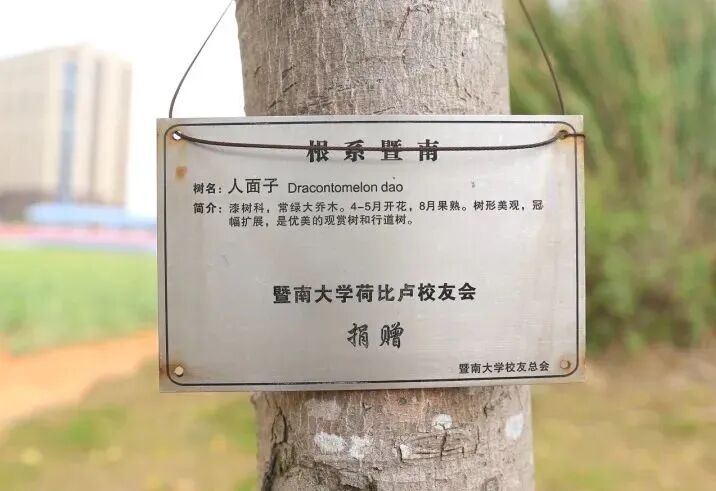 根系暨南
树名：人面子 Dracontomelon dao
简介：漆树科，常绿大乔木。4-5月开花，8月果熟。树形美观，冠
幅扩展，是优美的观赏树和行道树。
暨南大学荷比卢校友会
捐赠
暨南大学校友总会